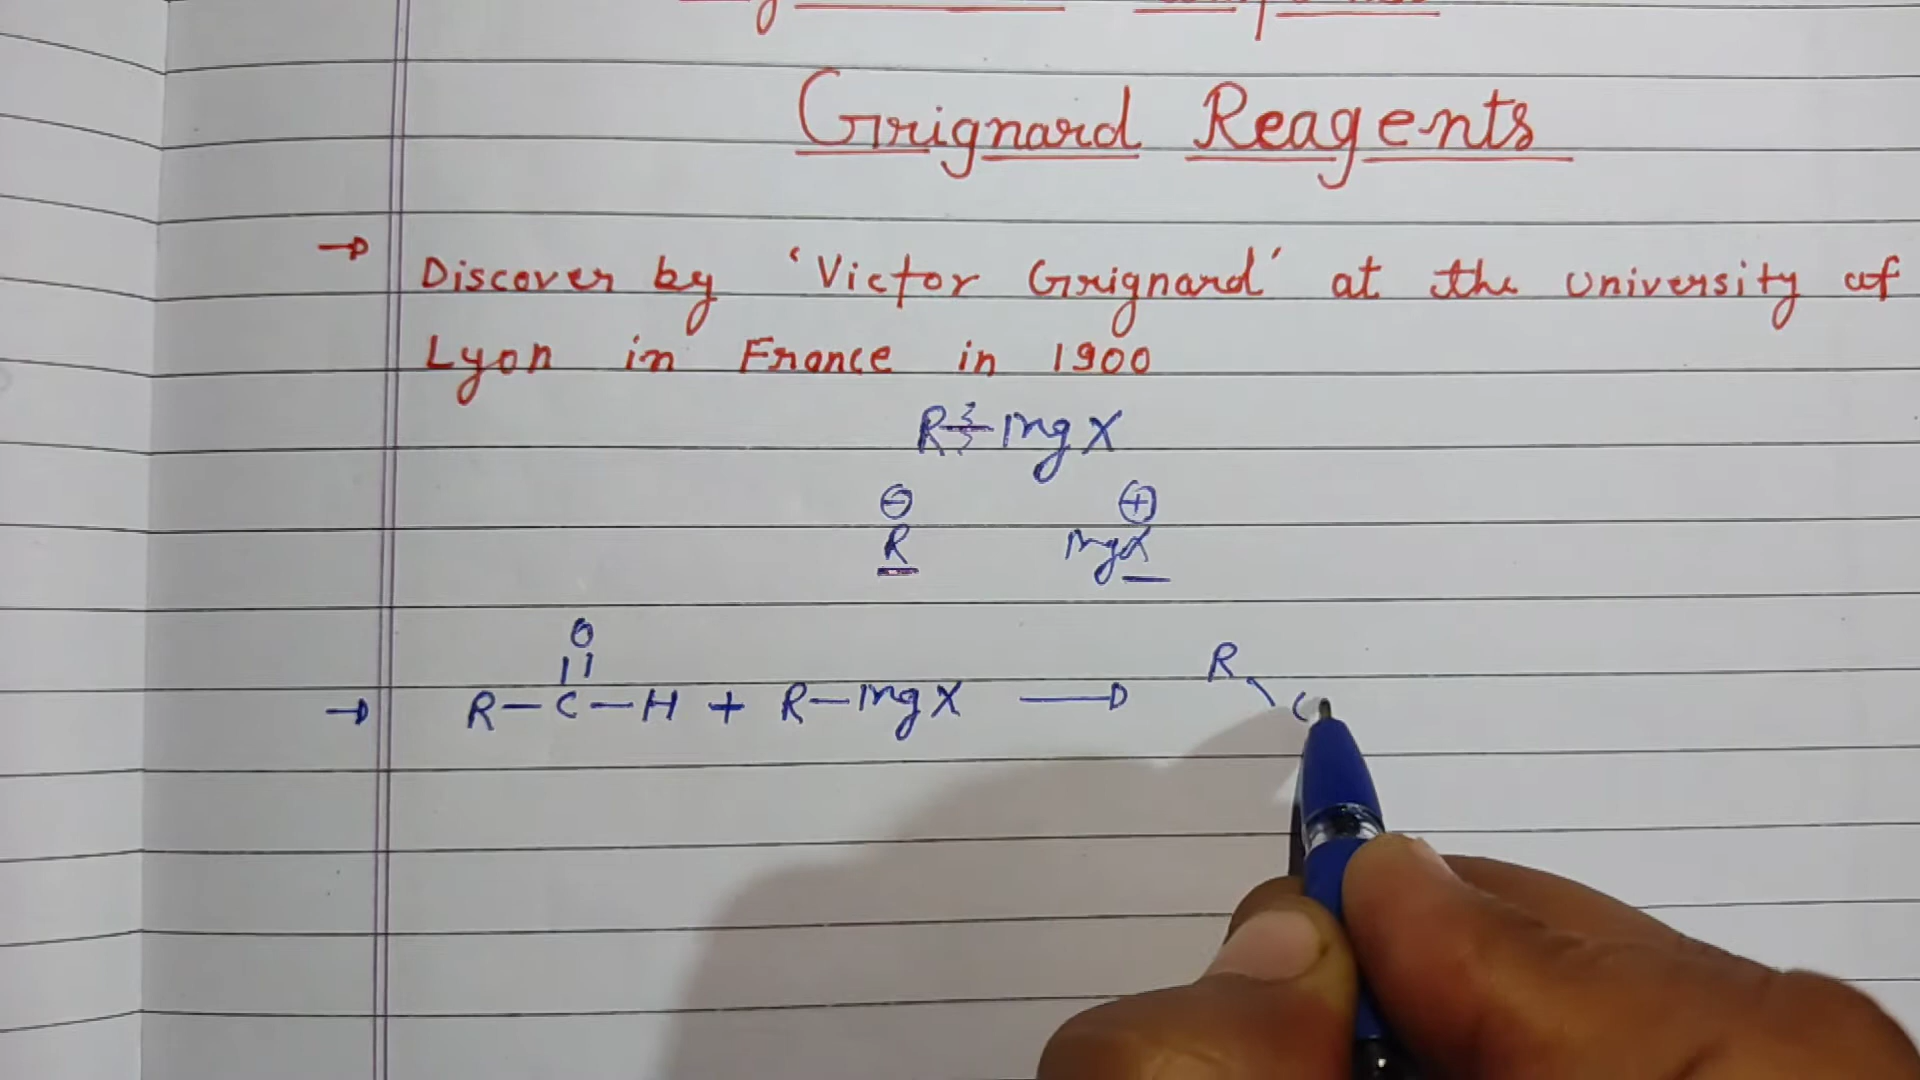 Grignard Reagents
→ Discover by 'Victor Grignard' at the university of
Lyon in France in 1900
R-MgX
⊖ ⊕
R MgX
O
||
→ R-C-H + R-MgX → R\C